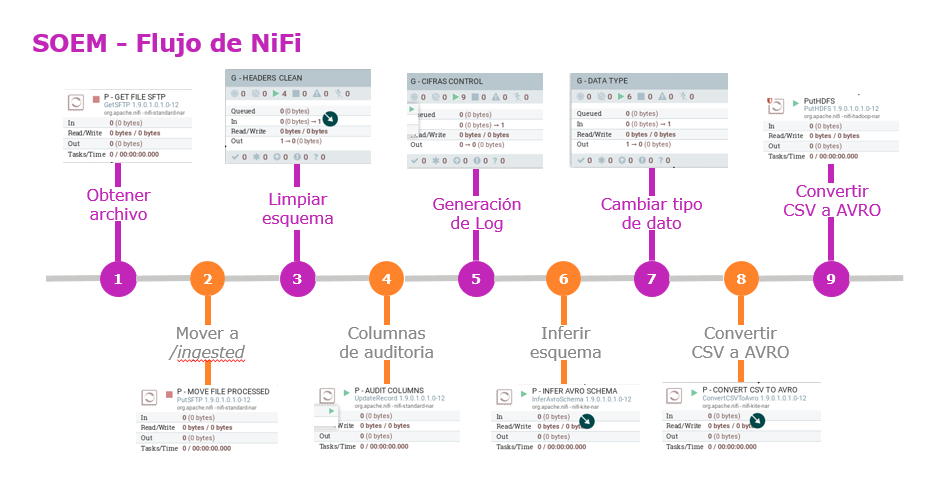 SOEM - Flujo de NiFi
P - GET FILE SFTP
GetSFTP 1.9.0.1.0.1.0-12
org.apache.nifi - nifi-standard-nar
In 0 (0 bytes)
Read/Write 0 bytes / 0 bytes
Out 0 (0 bytes)
Tasks/Time 0 / 00:00:00.000
Obtener
archivo
G - HEADERS CLEAN
0 0 4 0 0 0
Queued 0 (0 bytes)
In 0 (0 bytes) → 1
Read/Write 0 bytes / 0 bytes
Out 1 → 0 (0 bytes)
0 0 0 0 ? 0
Limpiar
esquema
G - CIFRAS CONTROL
0 0 9 0 0 0
0 (0 bytes)
0 (0 bytes) → 1
0 bytes / 0 bytes
Out 1 → 0 (0 bytes)
0 0 0 0 ? 0
Generación
de Log
G - DATA TYPE
0 0 6 0 0 0
Queued 0 (0 bytes)
In 0 (0 bytes) → 1
Read/Write 0 bytes / 0 bytes
Out 1 → 0 (0 bytes)
0 0 0 0 ? 0
Cambiar tipo
de dato
PutHDFS
PutHDFS 1.9.0.1.0.1.0-12
org.apache.nifi - nifi-hadoop-nar
In 0 (0 bytes)
Read/Write 0 bytes / 0 bytes
Out 0 (0 bytes)
Tasks/Time 0 / 00:00:00.000
Convertir
CSV a AVRO
1 2 3 4 5 6 7 8 9
Mover a
/ingested
P - MOVE FILE PROCESSED
PutSFTP 1.9.0.1.0.1.0-12
org.apache.nifi - nifi-standard-nar
In 0 (0 bytes)
Read/Write 0 bytes / 0 bytes
Out 0 (0 bytes)
Tasks/Time 0 / 00:00:00.000
Columnas
de auditoria
P - AUDIT COLUMNS
UpdateRecord 1.9.0.1.0.1.0-12
org.apache.nifi - nifi-standard-nar
0 (0 bytes)
0 bytes / 0 bytes
Out 0 (0 bytes)
Tasks/Time 0 / 00:00:00.000
Inferir
esquema
P - INFER AVRO SCHEMA
InferAvroSchema 1.9.0.1.0.1.0-12
org.apache.nifi - nifi-kite-nar
In 0 (0 bytes)
Read/Write 0 bytes / 0 bytes
Out 0 (0 bytes)
Tasks/Time 0 / 00:00:00.000
Convertir
CSV a AVRO
P - CONVERT CSV TO AVRO
ConvertCSVToAvro 1.9.0.1.0.1.0-12
org.apache.nifi - nifi-kite-nar
In 0 (0 bytes)
Read/Write 0 bytes / 0 bytes
Out 0 (0 bytes)
Tasks/Time 0 / 00:00:00.000